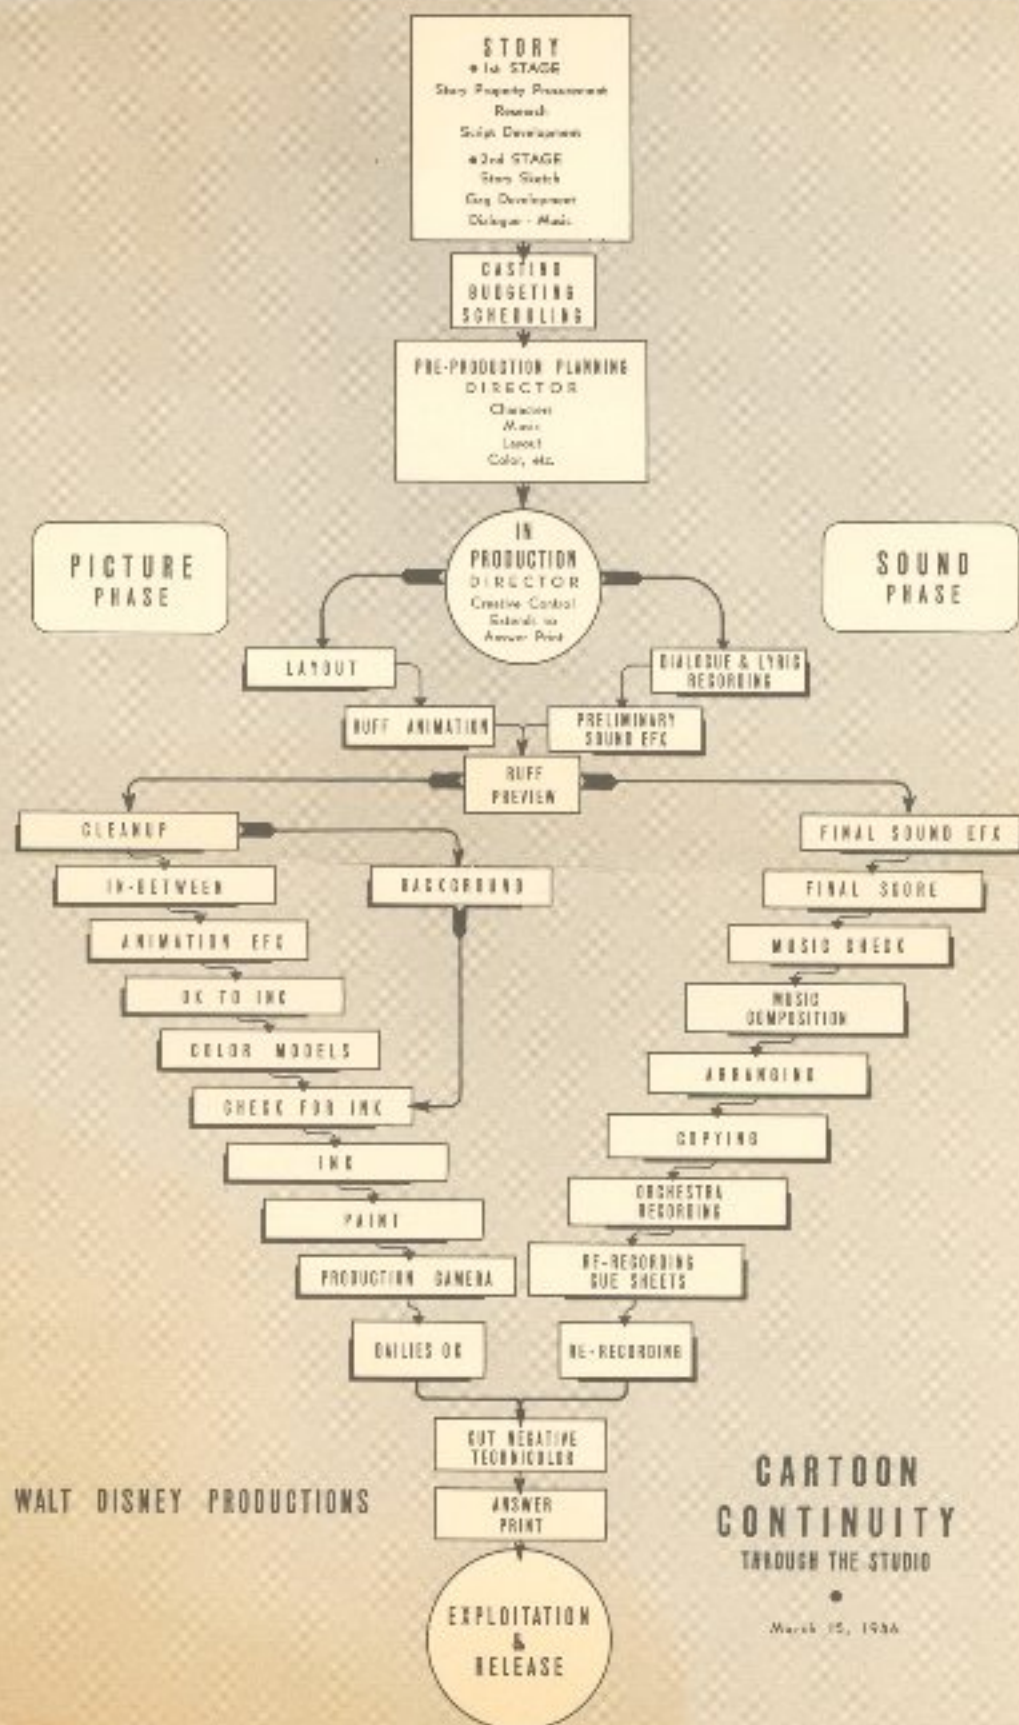 STORY
• 1st STAGE
Story Property Procurement
Research
Script Development
• 2nd STAGE
Story Sketch
Gag Development
Dialogue - Music
CASTING
BUDGETING
SCHEDULING
PRE-PRODUCTION PLANNING
DIRECTOR
Characters
Music
Layout
Color, etc.
PICTURE
PHASE
IN
PRODUCTION
DIRECTOR
Creative Control
Extends to
Answer Print
SOUND
PHASE
LAYOUT
DIALOGUE & LYRIC
RECORDING
RUFF ANIMATION
PRELIMINARY
SOUND EFX
RUFF
PREVIEW
CLEANUP
FINAL SOUND EFX
IN-BETWEEN
BACKGROUND
FINAL SCORE
ANIMATION EFX
MUSIC CHECK
OK TO INK
MUSIC
COMPOSITION
COLOR MODELS
ARRANGING
CHECK FOR INK
COPYING
INK
ORCHESTRA
RECORDING
PAINT
RE-RECORDING
CUE SHEETS
PRODUCTION CAMERA
DAILIES OK
RE-RECORDING
CUT NEGATIVE
TECHNICOLOR
WALT DISNEY PRODUCTIONS
ANSWER
PRINT
CARTOON
CONTINUITY
THROUGH THE STUDIO
EXPLOITATION
&
RELEASE
March 15,